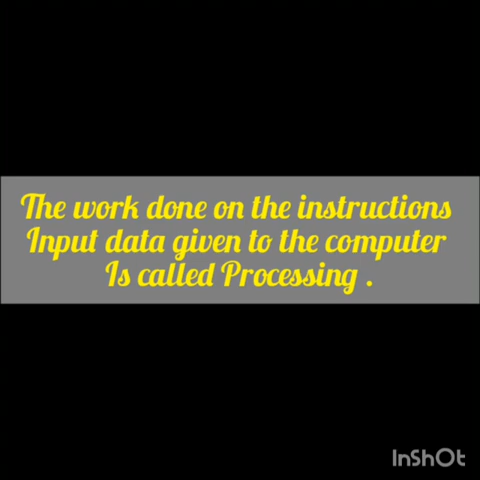 The work done on the instructions
Input data given to the computer
Is called Processing .
InShOt